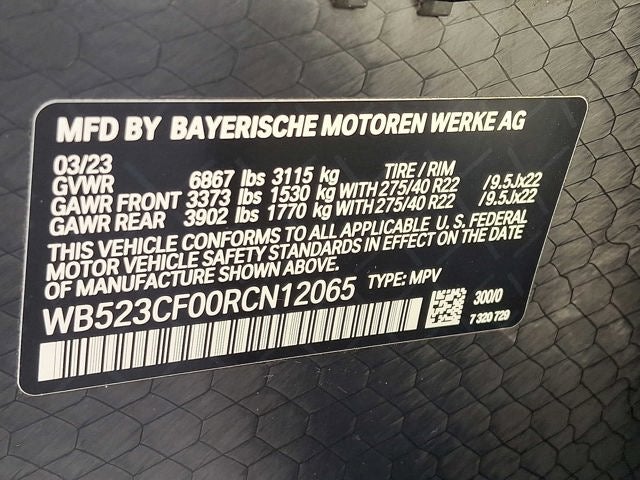 MFD BY BAYERISCHE MOTOREN WERKE AG
03/23 TIRE / RIM
GVWR 6867 lbs 3115 kg
GAWR FRONT 3373 lbs 1530 kg WITH 275/40 R22 /9.5Jx22
GAWR REAR 3902 lbs 1770 kg WITH 275/40 R22 /9.5Jx22
THIS VEHICLE CONFORMS TO ALL APPLICABLE U. S. FEDERAL
MOTOR VEHICLE SAFETY STANDARDS IN EFFECT ON THE DATE
OF MANUFACTURE SHOWN ABOVE.
WB523CF00RCN12065 TYPE: MPV
300/0
7 320 729